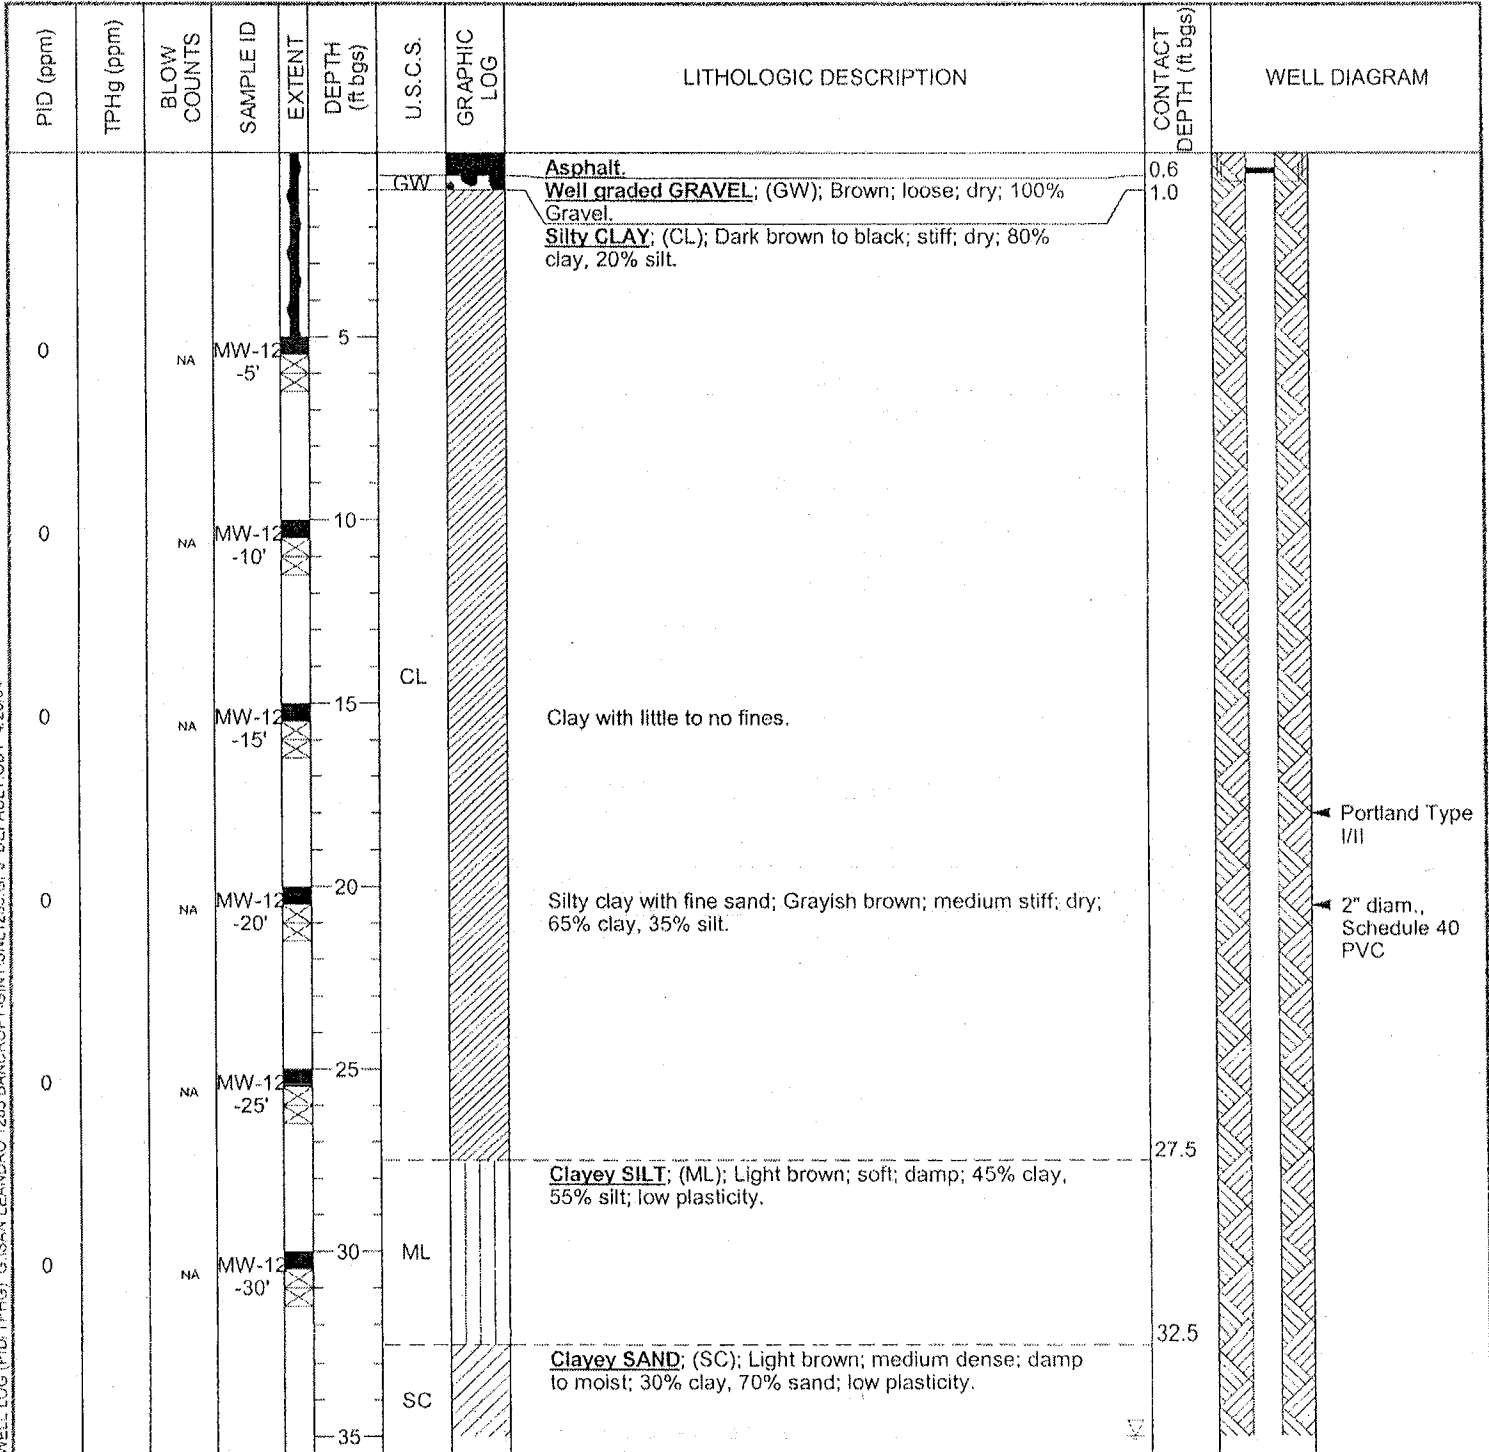 PID (ppm)
TPHg (ppm)
BLOW
COUNTS
SAMPLE ID
EXTENT
DEPTH
(ft bgs)
U.S.C.S.
GRAPHIC
LOG
LITHOLOGIC DESCRIPTION
CONTACT
DEPTH (ft bgs)
WELL DIAGRAM
GW
Asphalt.
0.6
Well graded GRAVEL; (GW); Brown; loose; dry; 100%
Gravel.
1.0
Silty CLAY; (CL); Dark brown to black; stiff; dry; 80%
clay, 20% silt.
0
NA
MW-12
-5'
5
0
NA
MW-12
-10'
10
CL
0
NA
MW-12
-15'
15
Clay with little to no fines.
Portland Type
I/II
0
NA
MW-12
-20'
20
Silty clay with fine sand; Grayish brown; medium stiff; dry;
65% clay, 35% silt.
2" diam.,
Schedule 40
PVC
0
NA
MW-12
-25'
25
27.5
Clayey SILT; (ML); Light brown; soft; damp; 45% clay,
55% silt; low plasticity.
0
NA
MW-12
-30'
30
ML
32.5
Clayey SAND; (SC); Light brown; medium dense; damp
to moist; 30% clay, 70% sand; low plasticity.
SC
35